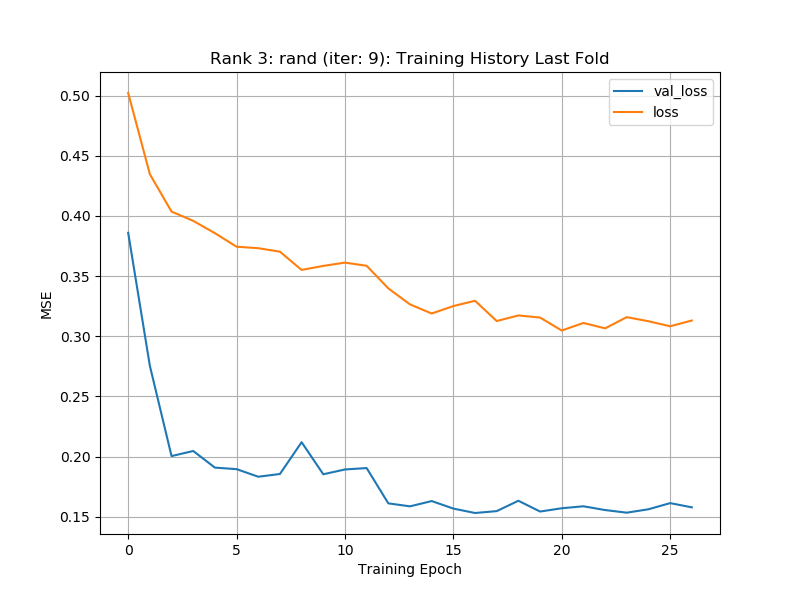 Rank 3: rand (iter: 9): Training History Last Fold
val_loss
loss
0.50
0.45
0.40
0.35
0.30
0.25
0.20
0.15
MSE
0 5 10 15 20 25
Training Epoch